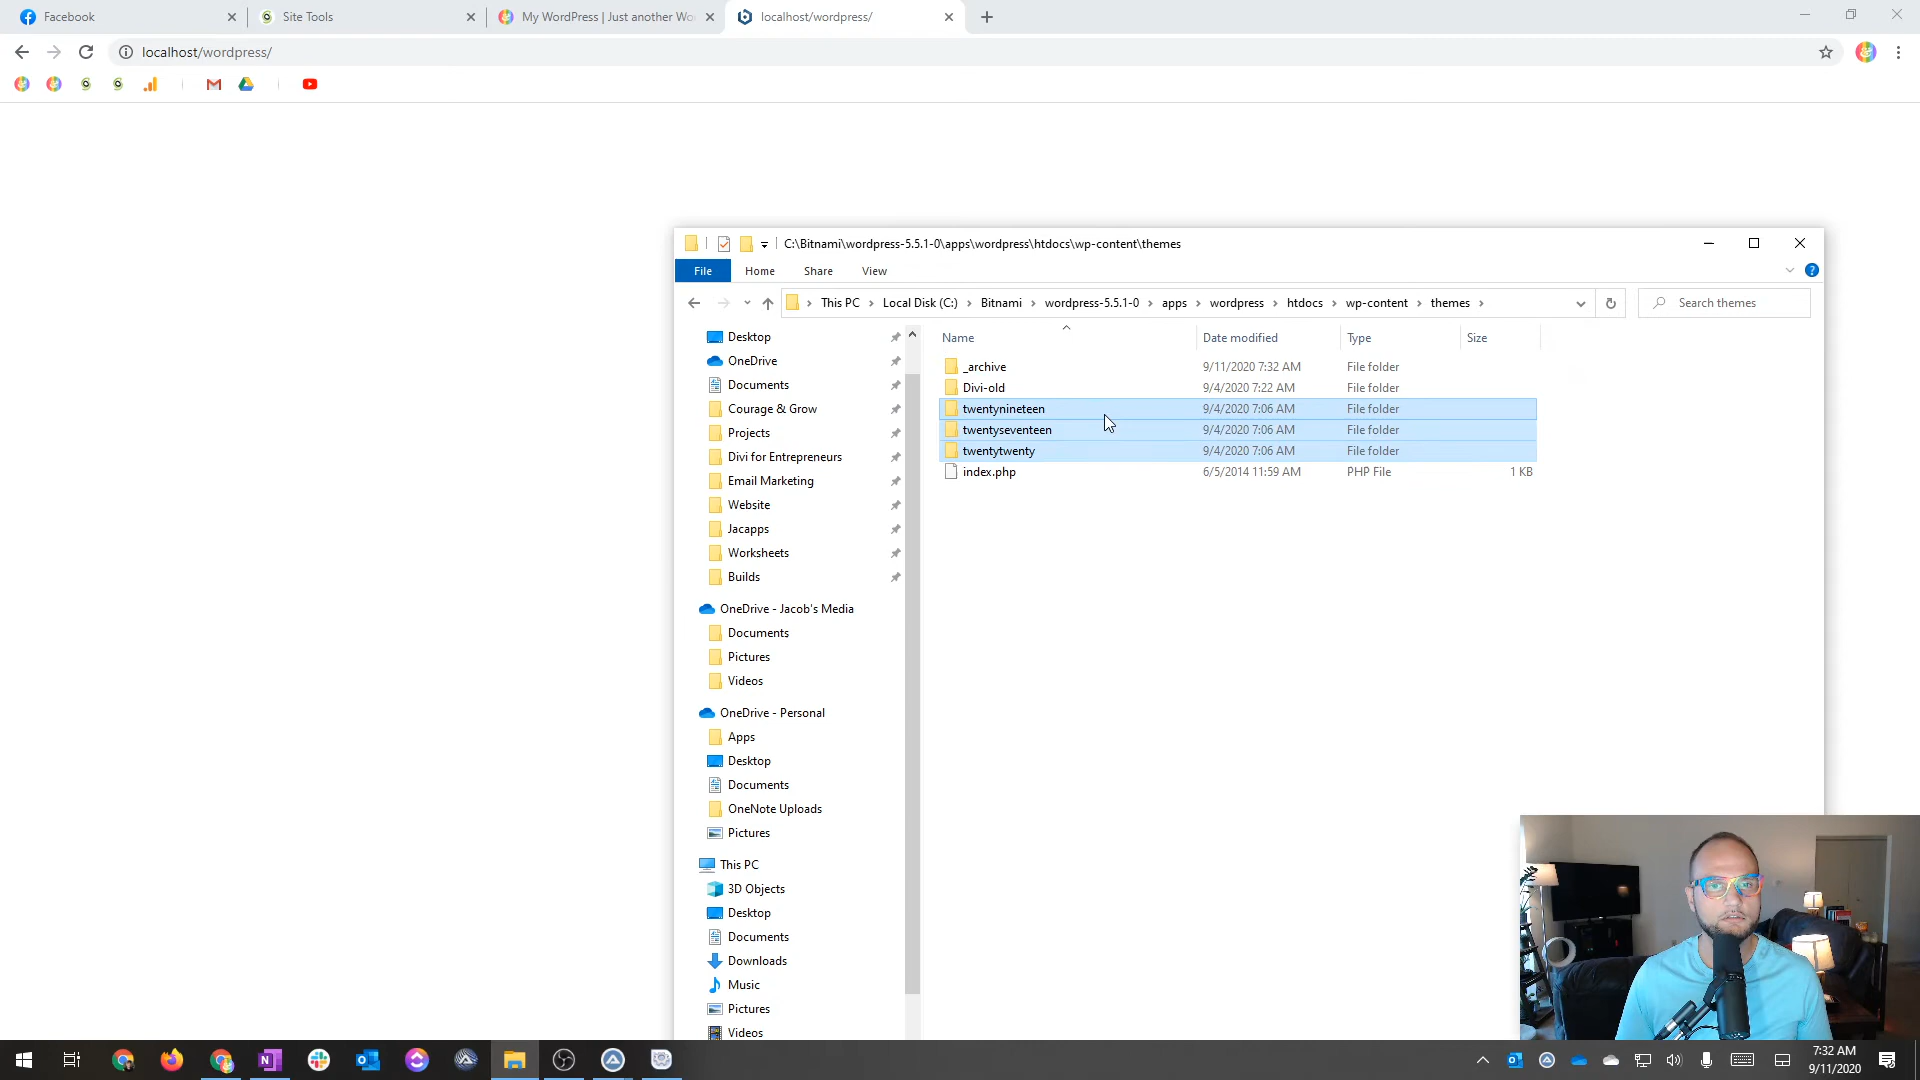 Facebook
Site Tools
My WordPress | Just another Wo
localhost/wordpress/
localhost/wordpress/
C:\Bitnami\wordpress-5.5.1-0\apps\wordpress\htdocs\wp-content\themes
File Home Share View
This PC Local Disk (C:) Bitnami wordpress-5.5.1-0 apps wordpress htdocs wp-content themes
Search themes
Desktop
OneDrive
Documents
Courage & Grow
Projects
Divi for Entrepreneurs
Email Marketing
Website
Jacapps
Worksheets
Builds
OneDrive - Jacob's Media
Documents
Pictures
Videos
OneDrive - Personal
Apps
Desktop
Documents
OneNote Uploads
Pictures
This PC
3D Objects
Desktop
Documents
Downloads
Music
Pictures
Videos
Name Date modified Type Size
_archive 9/11/2020 7:32 AM File folder
Divi-old 9/4/2020 7:22 AM File folder
twentynineteen 9/4/2020 7:06 AM File folder
twentyseventeen 9/4/2020 7:06 AM File folder
twentytwenty 9/4/2020 7:06 AM File folder
index.php 6/5/2014 11:59 AM PHP File 1 KB
7:32 AM
9/11/2020